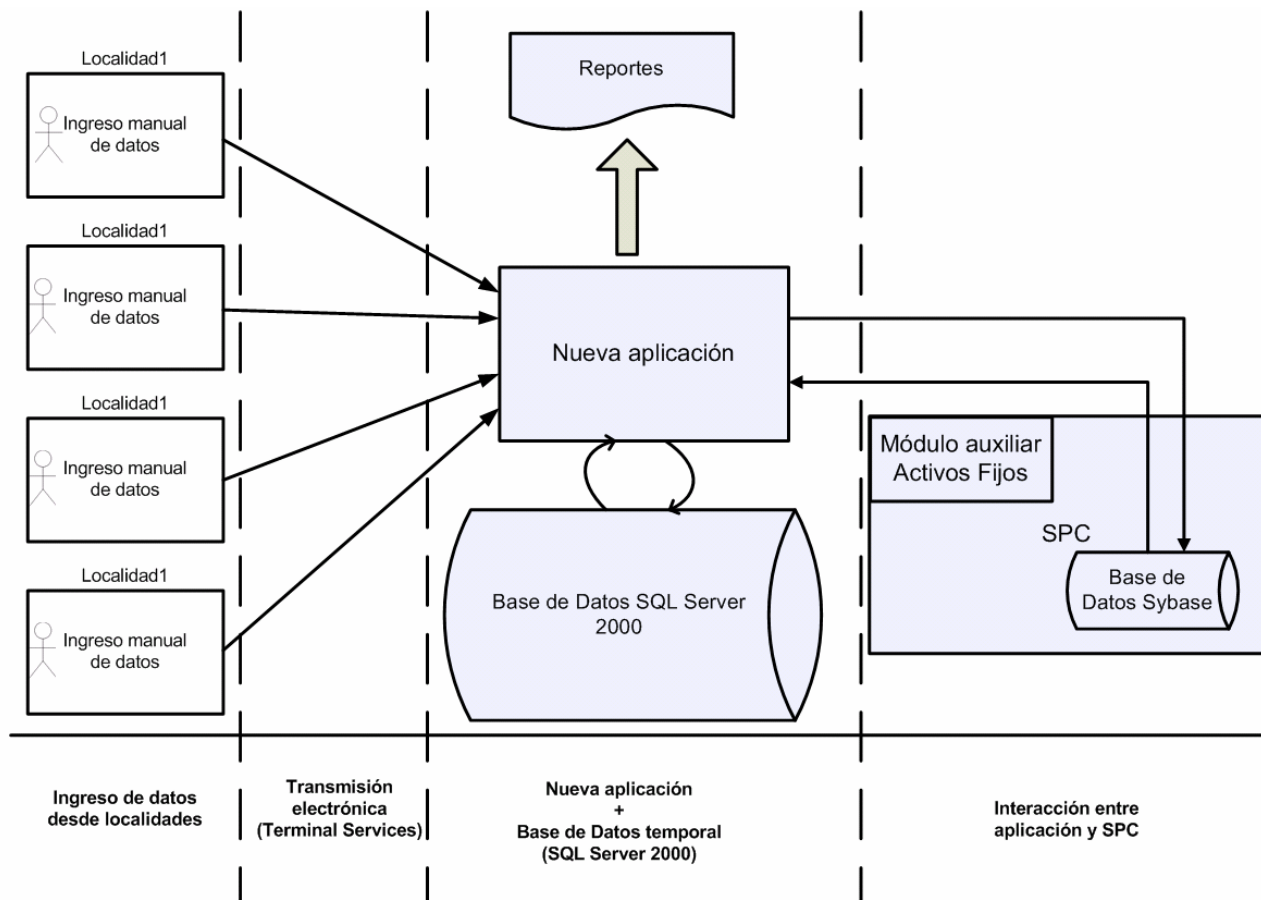 Localidad1
Ingreso manual
de datos
Localidad1
Ingreso manual
de datos
Localidad1
Ingreso manual
de datos
Localidad1
Ingreso manual
de datos
Reportes
Nueva aplicación
Base de Datos SQL Server
2000
Módulo auxiliar
Activos Fijos
SPC
Base de
Datos Sybase
Ingreso de datos
desde localidades
Transmisión
electrónica
(Terminal Services)
Nueva aplicación
+
Base de Datos temporal
(SQL Server 2000)
Interacción entre
aplicación y SPC